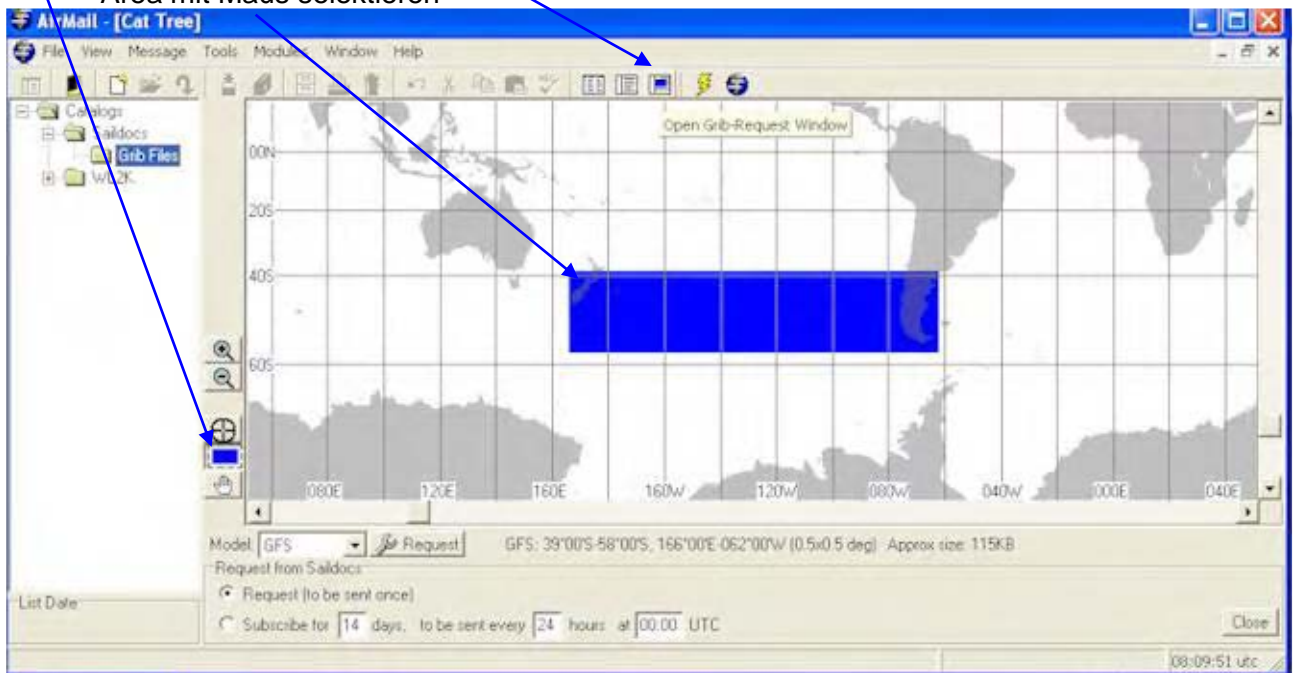 Area mit Maus selektieren
AirMail - [Cat Tree]
File View Message Tools Modules Window Help
Open Grib-Request Window
Catalogs
Saildocs
Grib Files
WL2K
00N
20S
40S
60S
080E 120E 160E 160W 120W 080W 040W 000E 040E
Model: GFS Request GFS: 39°00'S-58°00'S, 166°00'E-062°00'W (0.5x0.5 deg) Approx size: 115KB
Request from Saildocs
Request (to be sent once)
List Date
Subscribe for 14 days, to be sent every 24 hours at 00:00 UTC Close
08:09:51 utc